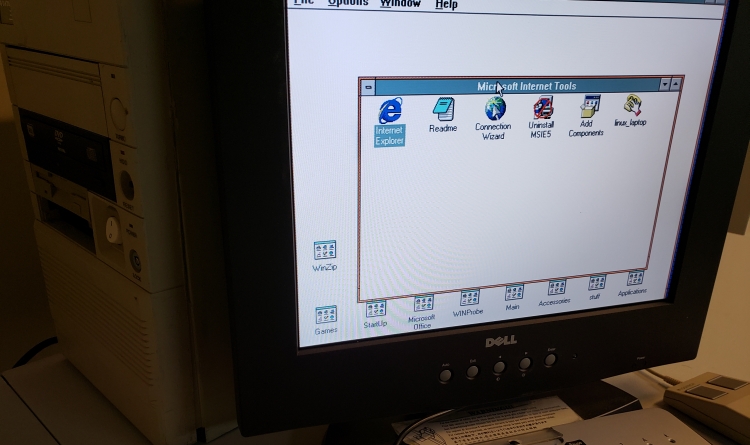 File Options Window Help
Microsoft Internet Tools
Internet
Explorer
Readme
Connection
Wizard
Uninstall
MSIE5
Add
Components
linux_laptop
WinZip
Games
StartUp
Microsoft
Office
WINProbe
Main
Accessories
stuff
Applications
DELL